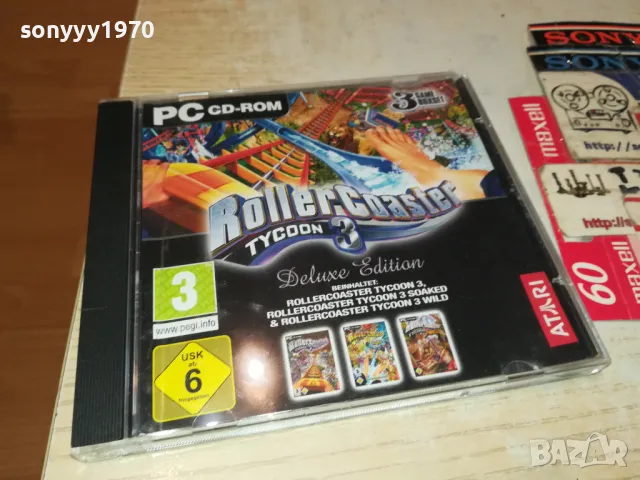 sonyyy1970
PC CD-ROM
3 GAME BOXSET
RollerCoaster
TYCOON 3
Deluxe Edition
BEINHALTET:
ROLLERCOASTER TYCOON 3,
ROLLERCOASTER TYCOON 3 SOAKED
& ROLLERCOASTER TYCOON 3 WILD
3
www.pegi.info
USK
ab
6
freigegeben
ATARI
SONY
SONY
maxell
http://s
http://s
60
maxell
BAZAR